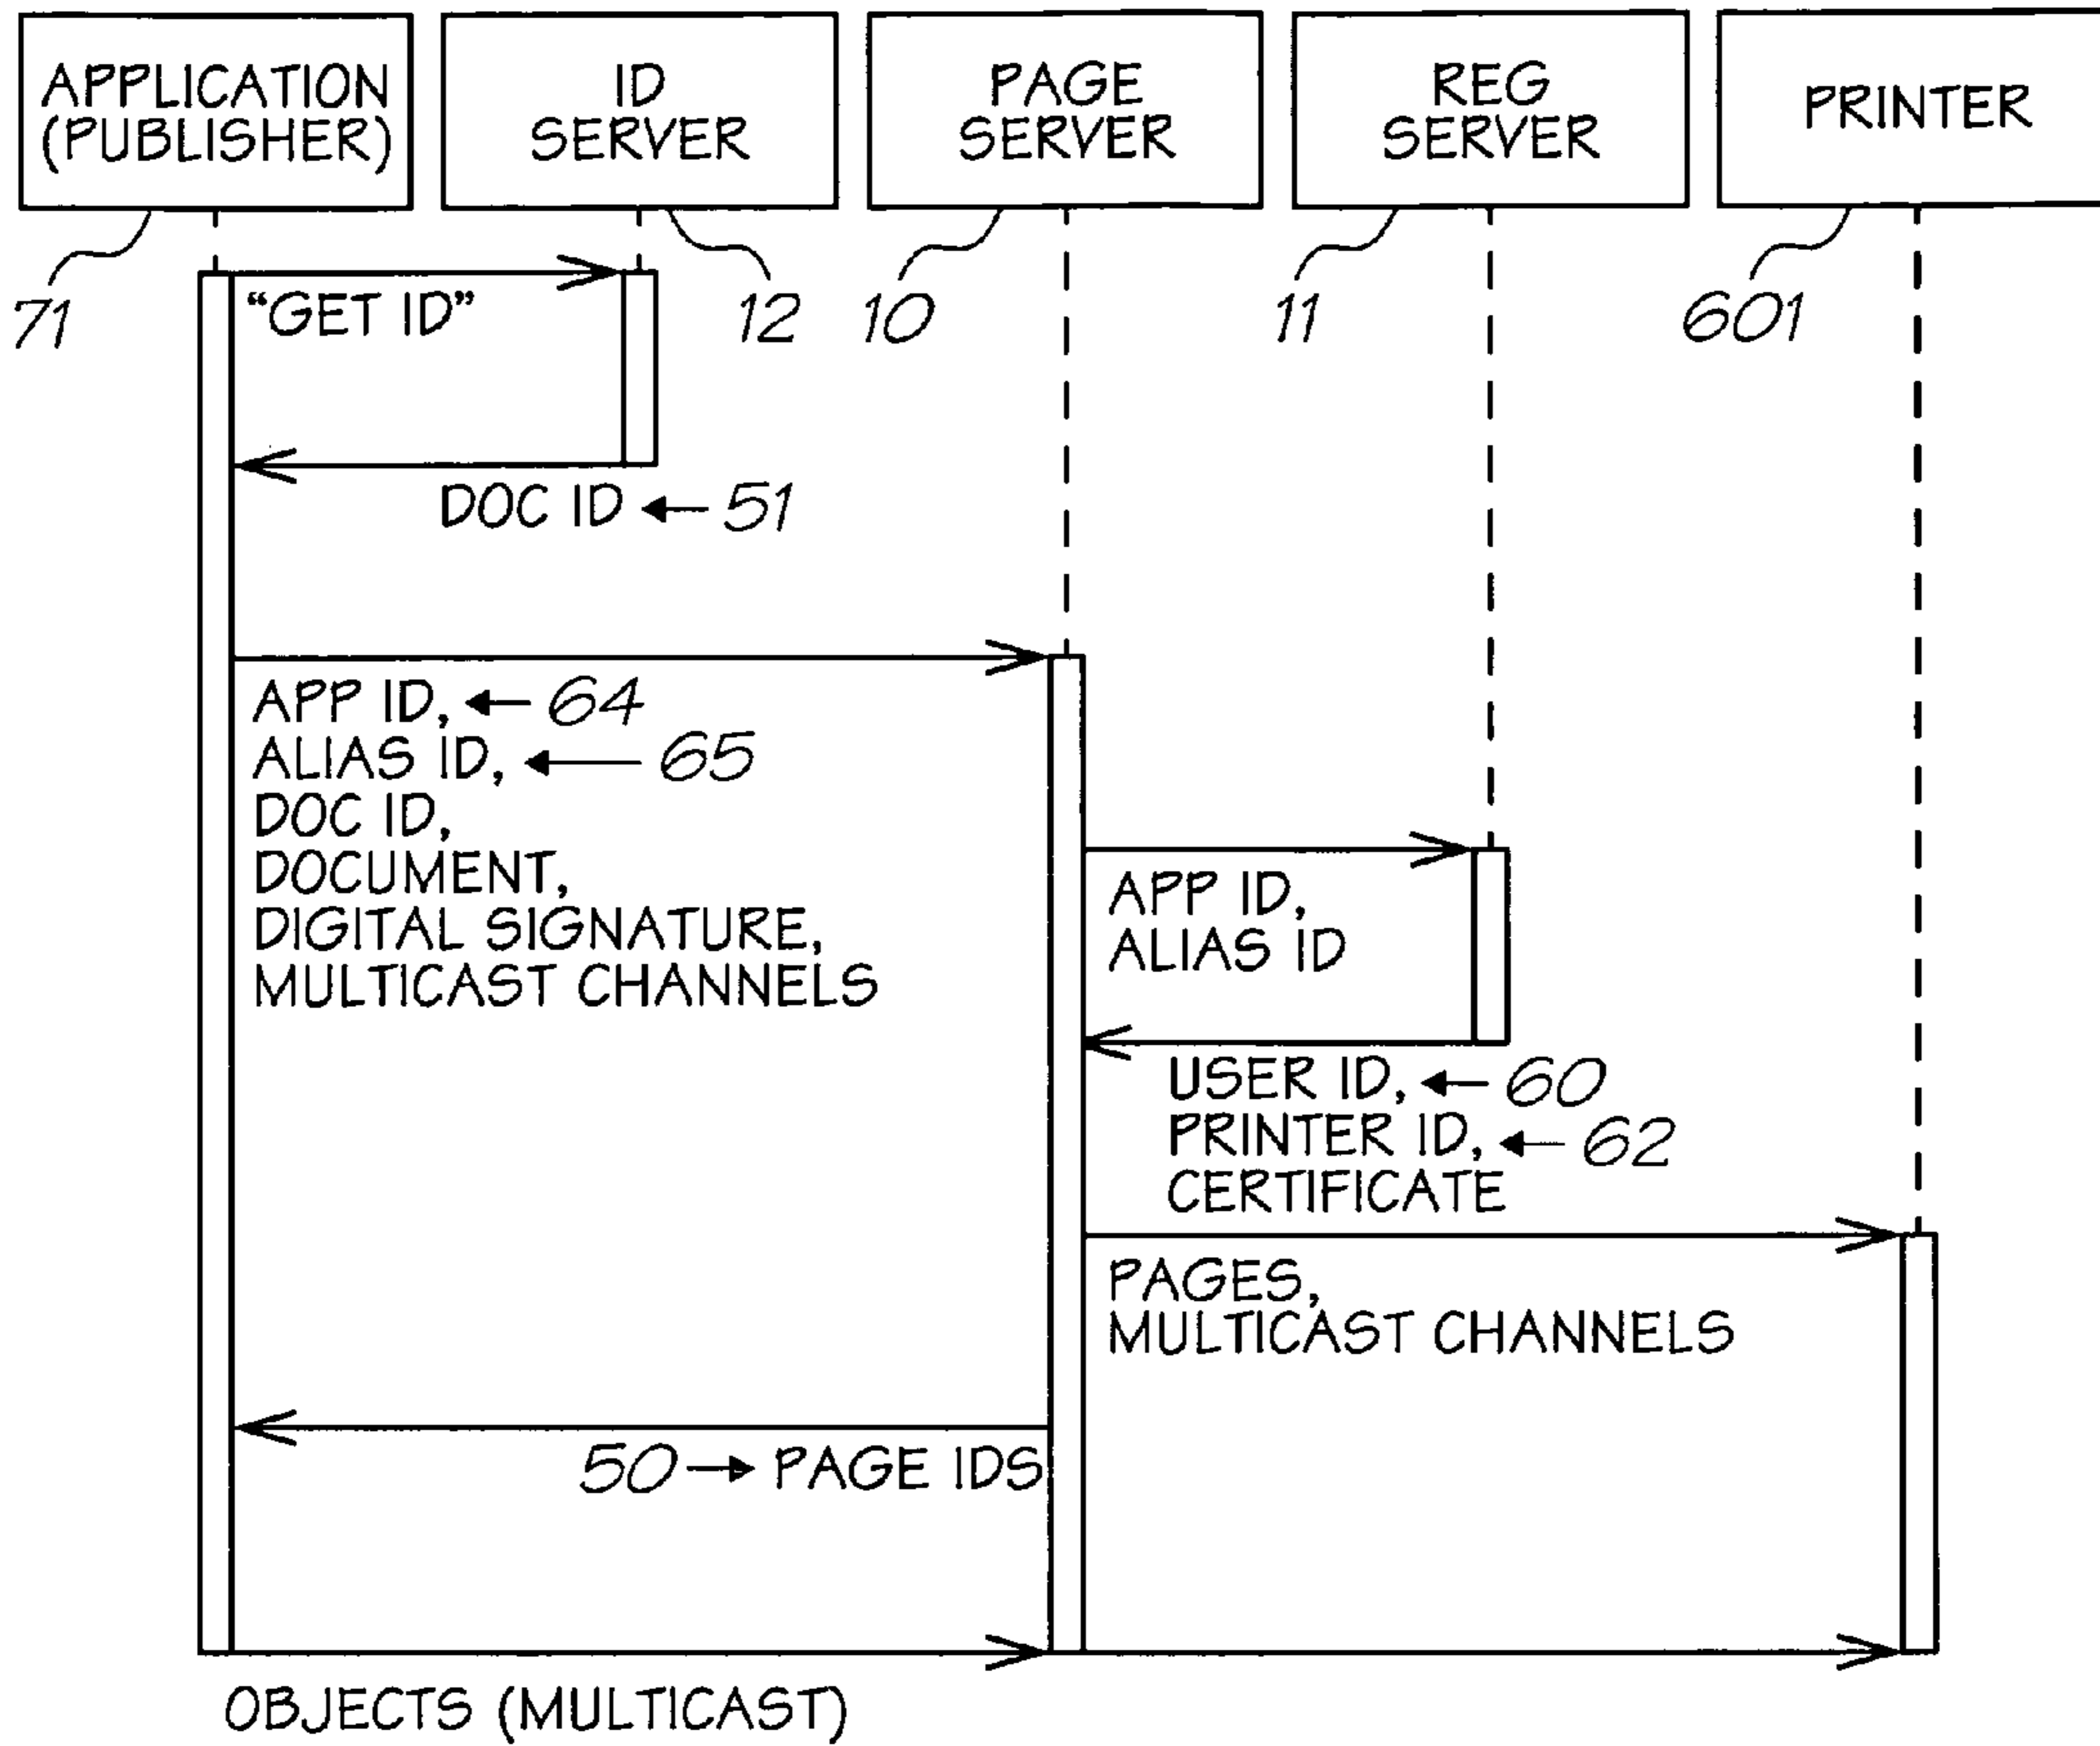 APPLICATION
(PUBLISHER)
ID
SERVER
PAGE
SERVER
REG
SERVER
PRINTER
71
12
10
11
601
“GET ID”
DOC ID
51
APP ID,
64
ALIAS ID,
65
DOC ID,
DOCUMENT,
DIGITAL SIGNATURE,
MULTICAST CHANNELS
APP ID,
ALIAS ID
USER ID,
60
PRINTER ID,
62
CERTIFICATE
PAGES,
MULTICAST CHANNELS
50
PAGE IDS
OBJECTS (MULTICAST)